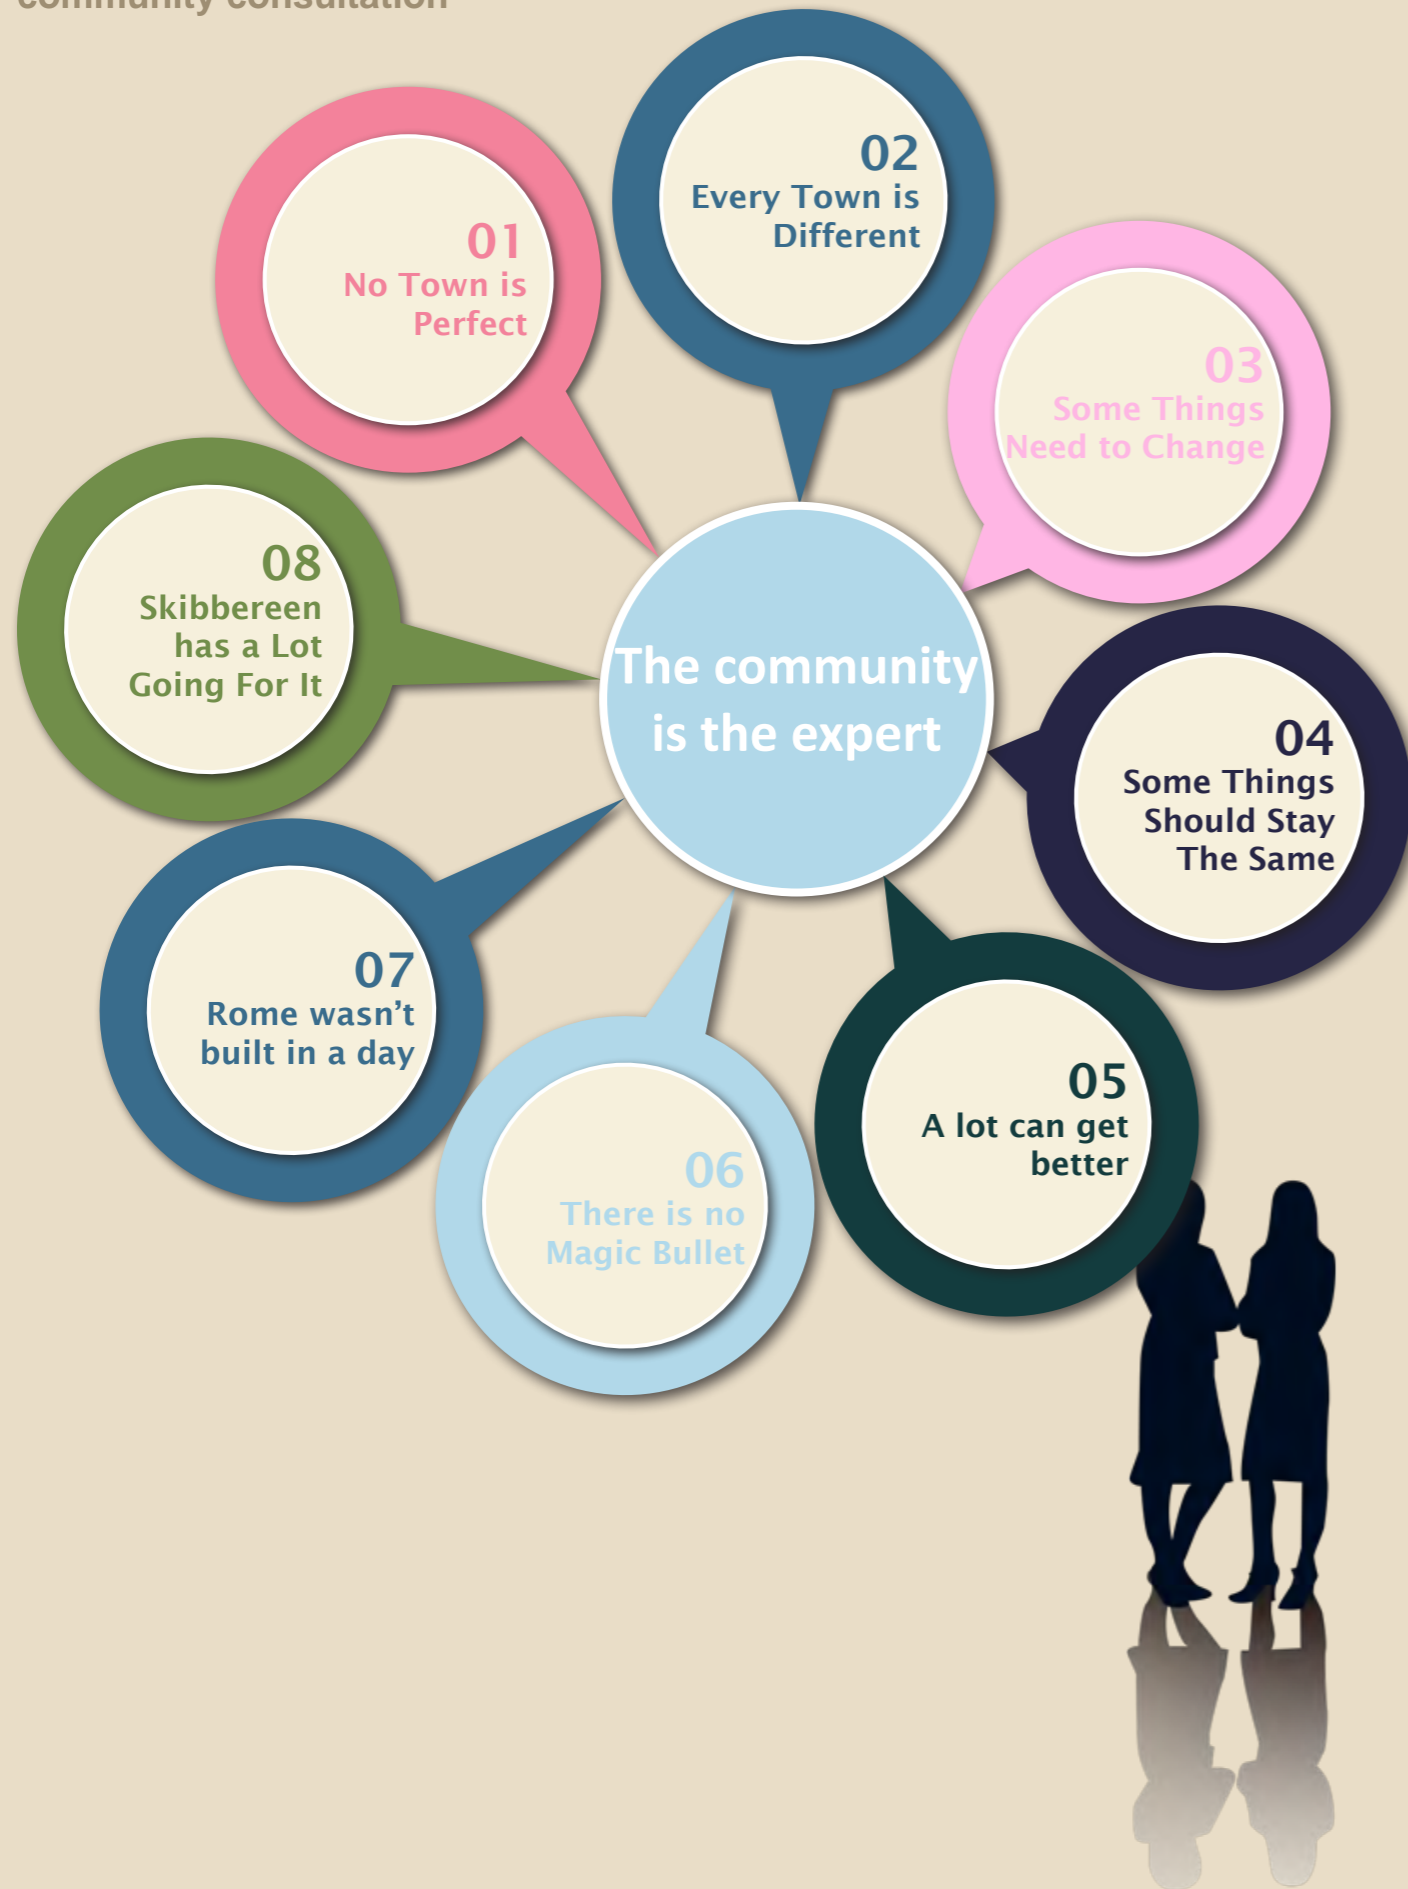 community consultation
01
No Town is
Perfect
02
Every Town is
Different
03
Some Things
Need to Change
04
Some Things
Should Stay
The Same
05
A lot can get
better
06
There is no
Magic Bullet
07
Rome wasn’t
built in a day
08
Skibbereen
has a Lot
Going For It
The community
is the expert